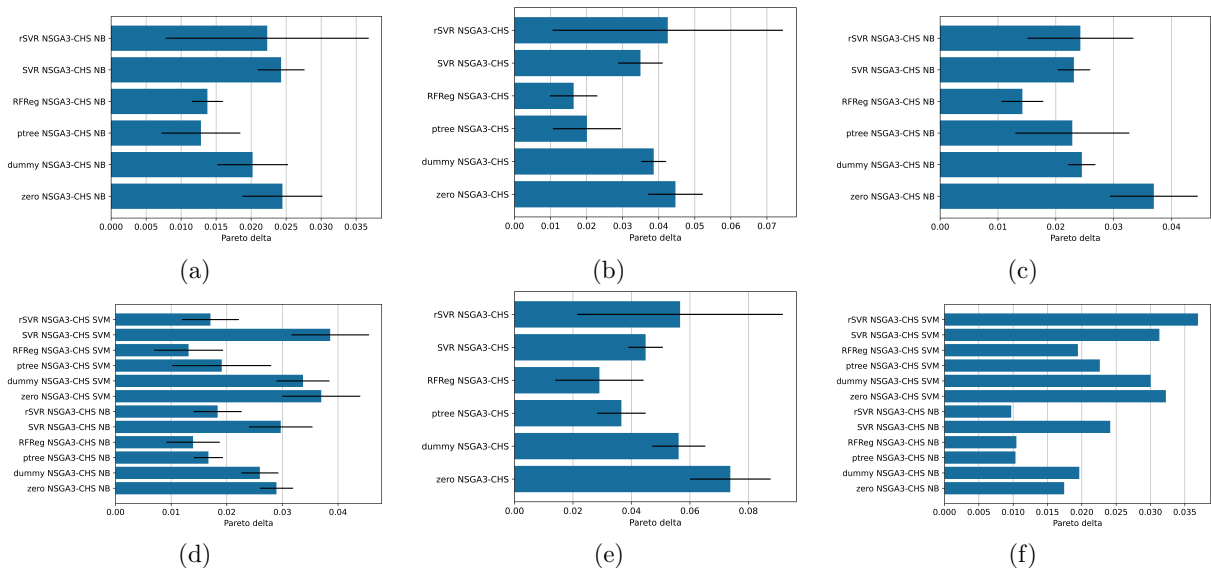 rSVR NSGA3-CHS NB
SVR NSGA3-CHS NB
RFReg NSGA3-CHS NB
ptree NSGA3-CHS NB
dummy NSGA3-CHS NB
zero NSGA3-CHS NB
0.000 0.005 0.010 0.015 0.020 0.025 0.030 0.035
Pareto delta
(a)
rSVR NSGA3-CHS
SVR NSGA3-CHS
RFReg NSGA3-CHS
ptree NSGA3-CHS
dummy NSGA3-CHS
zero NSGA3-CHS
0.00 0.01 0.02 0.03 0.04 0.05 0.06 0.07
Pareto delta
(b)
rSVR NSGA3-CHS NB
SVR NSGA3-CHS NB
RFReg NSGA3-CHS NB
ptree NSGA3-CHS NB
dummy NSGA3-CHS NB
zero NSGA3-CHS NB
0.00 0.01 0.02 0.03 0.04
Pareto delta
(c)
rSVR NSGA3-CHS SVM
SVR NSGA3-CHS SVM
RFReg NSGA3-CHS SVM
ptree NSGA3-CHS SVM
dummy NSGA3-CHS SVM
zero NSGA3-CHS SVM
rSVR NSGA3-CHS NB
SVR NSGA3-CHS NB
RFReg NSGA3-CHS NB
ptree NSGA3-CHS NB
dummy NSGA3-CHS NB
zero NSGA3-CHS NB
0.00 0.01 0.02 0.03 0.04
Pareto delta
(d)
rSVR NSGA3-CHS
SVR NSGA3-CHS
RFReg NSGA3-CHS
ptree NSGA3-CHS
dummy NSGA3-CHS
zero NSGA3-CHS
0.00 0.02 0.04 0.06 0.08
Pareto delta
(e)
rSVR NSGA3-CHS SVM
SVR NSGA3-CHS SVM
RFReg NSGA3-CHS SVM
ptree NSGA3-CHS SVM
dummy NSGA3-CHS SVM
zero NSGA3-CHS SVM
rSVR NSGA3-CHS NB
SVR NSGA3-CHS NB
RFReg NSGA3-CHS NB
ptree NSGA3-CHS NB
dummy NSGA3-CHS NB
zero NSGA3-CHS NB
0.000 0.005 0.010 0.015 0.020 0.025 0.030 0.035
Pareto delta
(f)